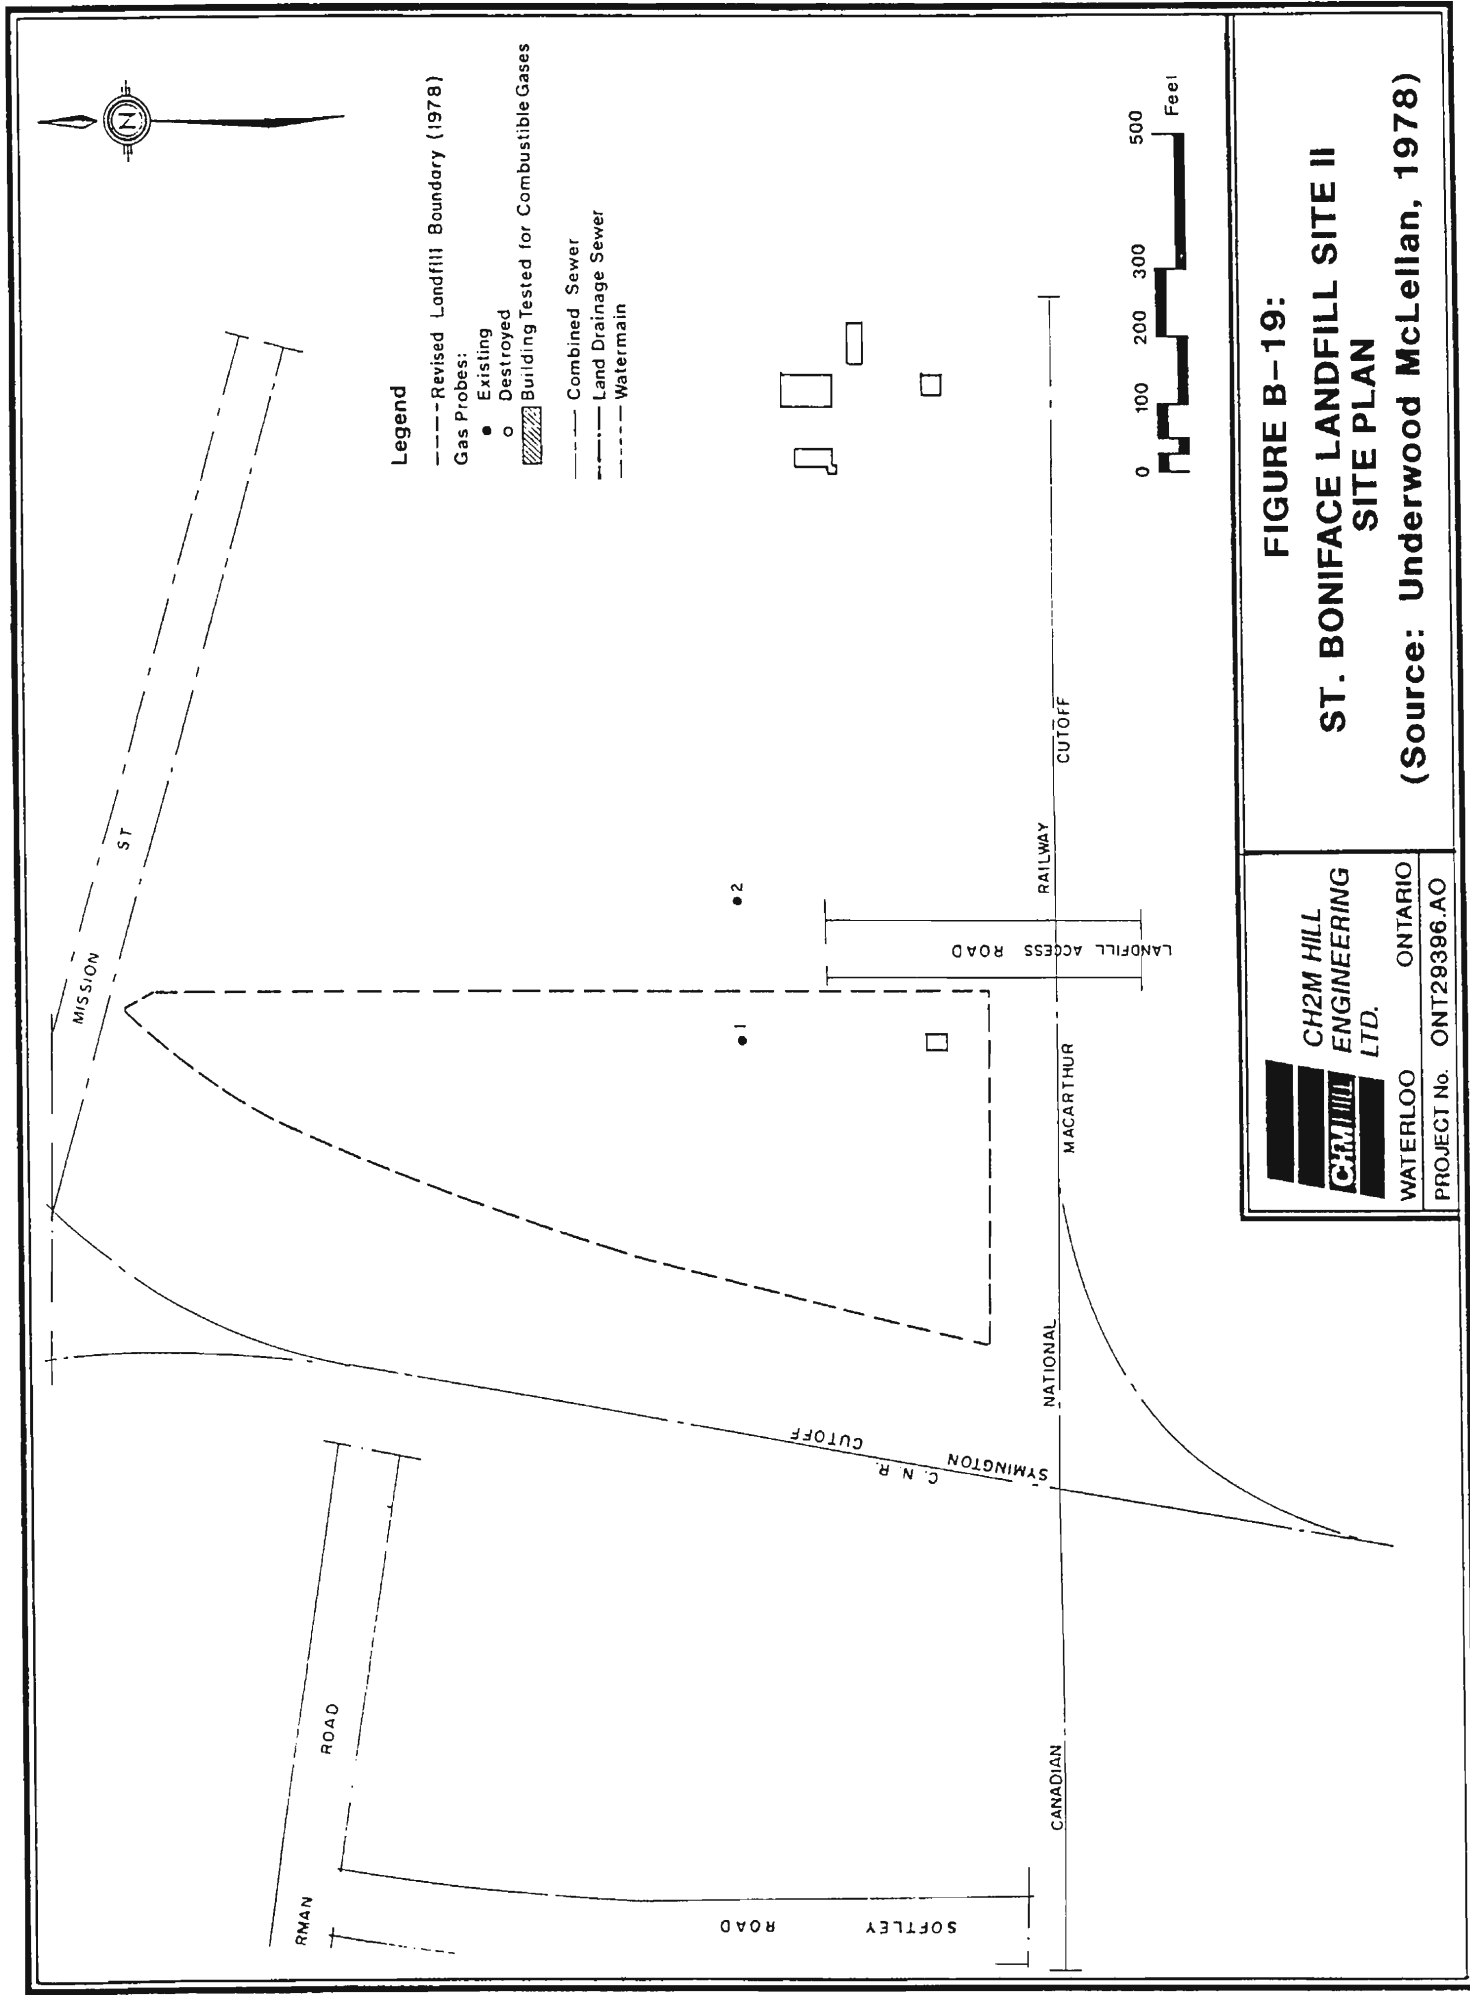 N
Legend
Revised Landfill Boundary (1978)
Gas Probes:
Existing
Destroyed
Building Tested for Combustible Gases
Combined Sewer
Land Drainage Sewer
Watermain
MISSION ST
2
1
LANDFILL ACCESS ROAD
CANADIAN NATIONAL MACARTHUR RAILWAY CUTOFF
C. N. R.
SYMINGTON CUTOFF
RMAN ROAD
SOFTLEY ROAD
0 100 200 300 500
Feet
CH2M HILL
CH2M HILL
ENGINEERING
LTD.
WATERLOO ONTARIO
PROJECT No. ONT29396.AO
FIGURE B-19:
ST. BONIFACE LANDFILL SITE II
SITE PLAN
(Source: Underwood McLellan, 1978)